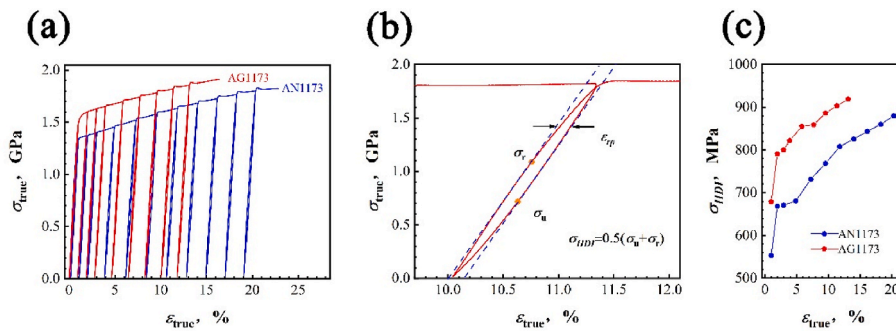 (a)
2.0
1.5
1.0
0.5
0.0
0 5 10 15 20 25
σtrue, GPa
εtrue, %
AG1173
AN1173
(b)
2.0
1.5
1.0
0.5
0.0
10.0 10.5 11.0 11.5 12.0
σtrue, GPa
εtrue, %
σr
σu
σHDI=0.5(σu+σr)
(c)
1000
900
800
700
600
500
0 5 10 15 20
σHDI, MPa
εtrue, %
AN1173
AG1173